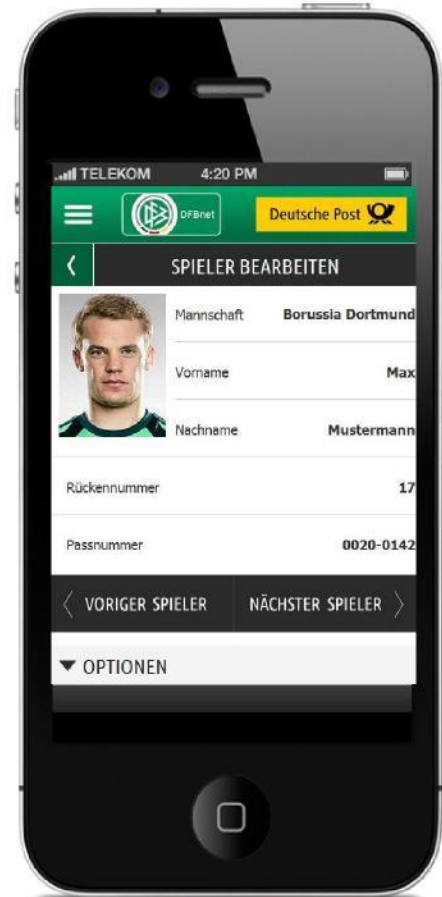 TELEKOM 4:20 PM
DFB DFBnet Deutsche Post
SPIELER BEARBEITEN
Mannschaft Borussia Dortmund
Vorname Max
Nachname Mustermann
Rückennummer 17
Passnummer 0020-0142
VORIGER SPIELER NÄCHSTER SPIELER
OPTIONEN